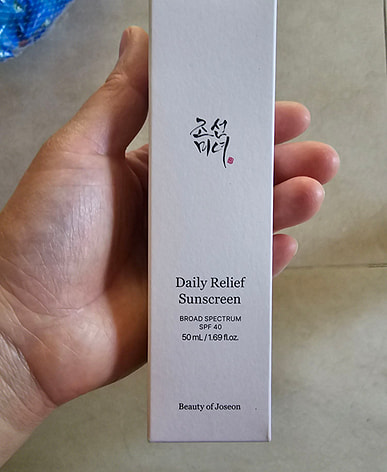 조선
미녀
Daily Relief
Sunscreen
BROAD SPECTRUM
SPF 40
50 mL / 1.69 fl.oz.
Beauty of Joseon